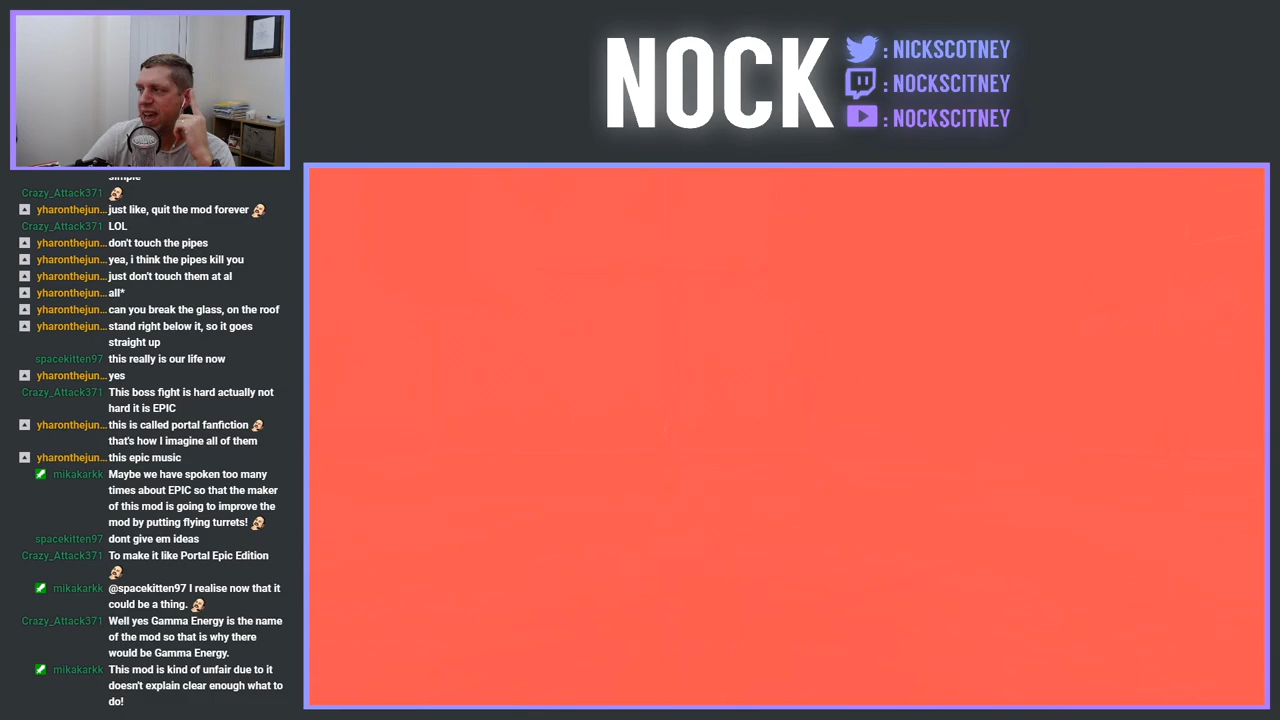 NOCK
: NICKSCOTNEY
: NOCKSCITNEY
: NOCKSCITNEY
simple
Crazy_Attack371
yharonthejun... just like, quit the mod forever
Crazy_Attack371 LOL
yharonthejun... don't touch the pipes
yharonthejun... yea, i think the pipes kill you
yharonthejun... just don't touch them at al
yharonthejun... all*
yharonthejun... can you break the glass, on the roof
yharonthejun... stand right below it, so it goes
straight up
spacekitten97 this really is our life now
yharonthejun... yes
Crazy_Attack371 This boss fight is hard actually not
hard it is EPIC
yharonthejun... this is called portal fanfiction
that's how I imagine all of them
yharonthejun... this epic music
mikakarkk Maybe we have spoken too many
times about EPIC so that the maker
of this mod is going to improve the
mod by putting flying turrets!
spacekitten97 dont give em ideas
Crazy_Attack371 To make it like Portal Epic Edition
mikakarkk @spacekitten97 I realise now that it
could be a thing.
Crazy_Attack371 Well yes Gamma Energy is the name
of the mod so that is why there
would be Gamma Energy.
mikakarkk This mod is kind of unfair due to it
doesn't explain clear enough what to
do!